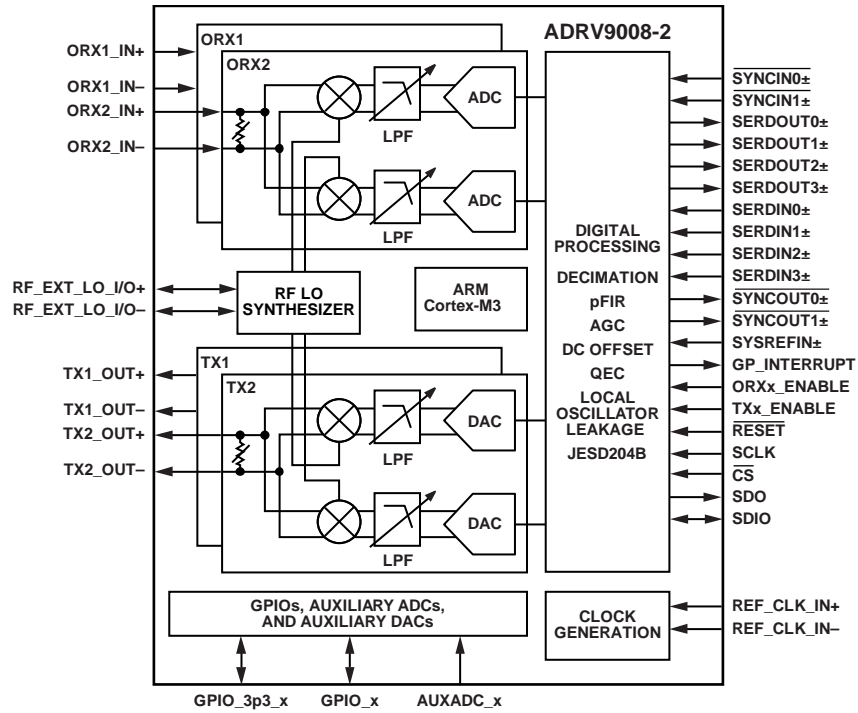 ADRV9008-2
ORX1_IN+
ORX1_IN–
ORX2_IN+
ORX2_IN–
ORX1
ORX2
LPF
ADC
LPF
ADC
RF_EXT_LO_I/O+
RF_EXT_LO_I/O–
RF LO
SYNTHESIZER
ARM
Cortex-M3
TX1_OUT+
TX1_OUT–
TX2_OUT+
TX2_OUT–
TX1
TX2
LPF
DAC
LPF
DAC
DIGITAL
PROCESSING
DECIMATION
pFIR
AGC
DC OFFSET
QEC
LOCAL
OSCILLATOR
LEAKAGE
JESD204B
SYNCIN0±
SYNCIN1±
SERDOUT0±
SERDOUT1±
SERDOUT2±
SERDOUT3±
SERDIN0±
SERDIN1±
SERDIN2±
SERDIN3±
SYNCOUT0±
SYNCOUT1±
SYSREFIN±
GP_INTERRUPT
ORXx_ENABLE
TXx_ENABLE
RESET
SCLK
CS
SDO
SDIO
GPIOs, AUXILIARY ADCs,
AND AUXILIARY DACs
CLOCK
GENERATION
REF_CLK_IN+
REF_CLK_IN–
GPIO_3p3_x
GPIO_x
AUXADC_x